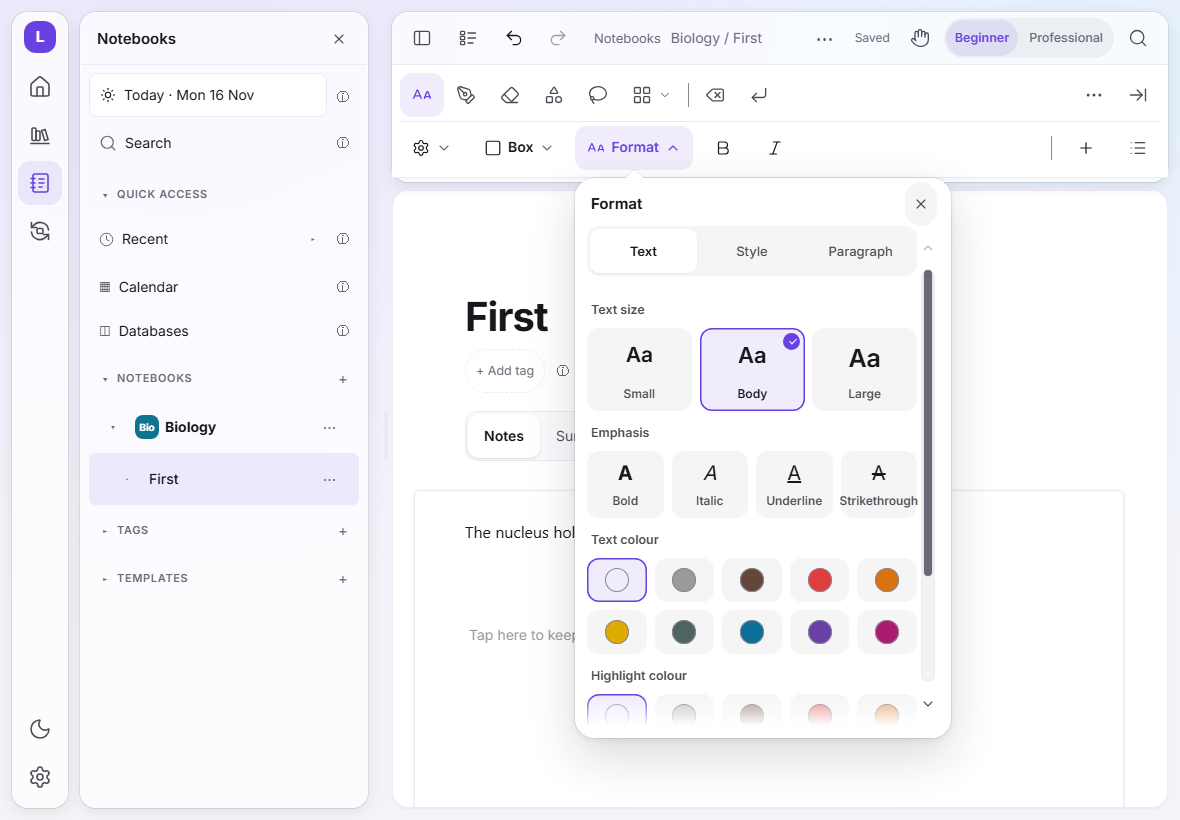 L
Notebooks
Today · Mon 16 Nov
Search
QUICK ACCESS
Recent
Calendar
Databases
NOTEBOOKS
Bio Biology
First
TAGS
TEMPLATES
Notebooks Biology / First
Saved
Beginner Professional
AA
Box
AA Format
B I
First
+ Add tag
Notes
The nucleus
Tap here to keep
Format
Text Style Paragraph
Text size
Aa Aa Aa
Small Body Large
Emphasis
A A A A
Bold Italic Underline Strikethrough
Text colour
Highlight colour